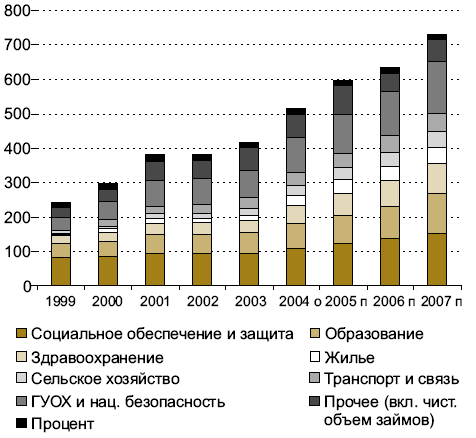 800
700
600
500
400
300
200
100
0
1999 2000 2001 2002 2003 2004 о 2005 п 2006 п 2007 п
Социальное обеспечение и защита
Образование
Здравоохранение
Жилье
Сельское хозяйство
Транспорт и связь
ГУОХ и нац. безопасность
Прочее (вкл. чист.
объем займов)
Процент